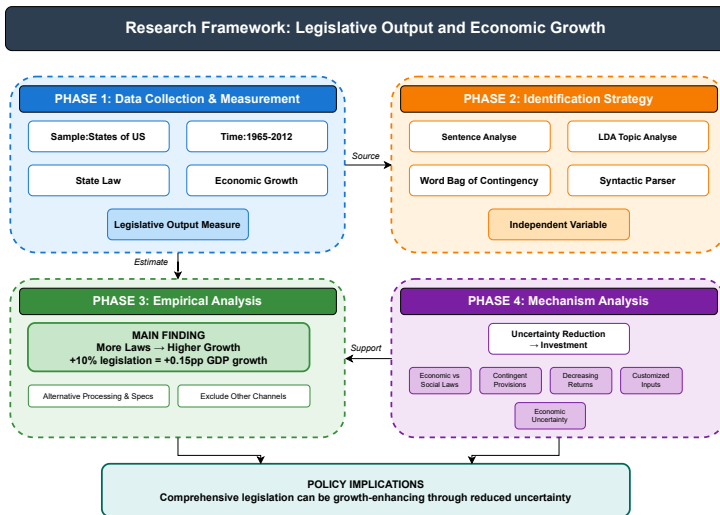 Research Framework: Legislative Output and Economic Growth
PHASE 1: Data Collection & Measurement
Sample:States of US
Time:1965-2012
State Law
Economic Growth
Legislative Output Measure
Source
PHASE 2: Identification Strategy
Sentence Analyse
LDA Topic Analyse
Word Bag of Contingency
Syntactic Parser
Independent Variable
Estimate
PHASE 3: Empirical Analysis
MAIN FINDING
More Laws → Higher Growth
+10% legislation = +0.15pp GDP growth
Alternative Processing & Specs
Exclude Other Channels
Support
PHASE 4: Mechanism Analysis
Uncertainty Reduction
→ Investment
Economic vs
Social Laws
Contingent
Provisions
Decreasing
Returns
Customized
Inputs
Economic
Uncertainty
POLICY IMPLICATIONS
Comprehensive legislation can be growth-enhancing through reduced uncertainty